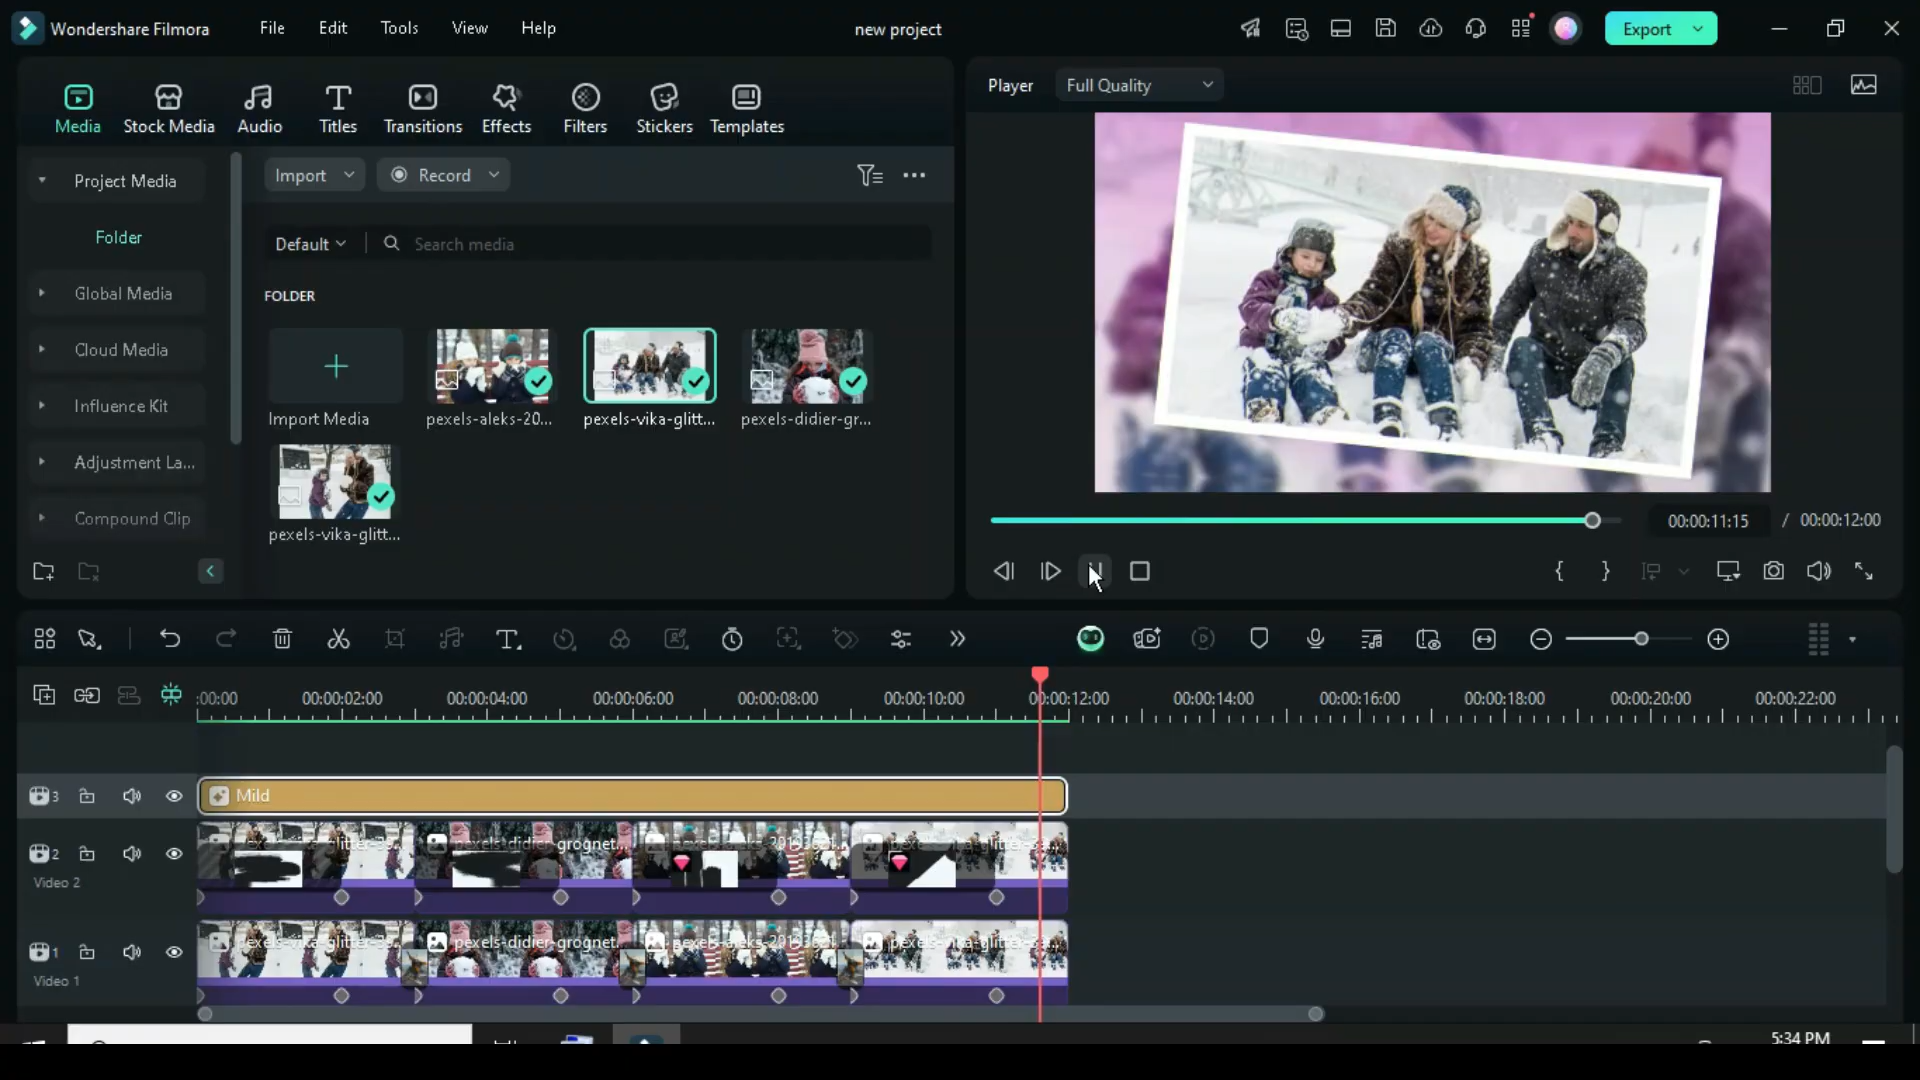 Wondershare Filmora
File
Edit
Tools
View
Help
new project
Export
Media
Stock Media
Audio
Titles
Transitions
Effects
Filters
Stickers
Templates
Player
Full Quality
Project Media
Folder
Global Media
Cloud Media
Influence Kit
Adjustment La...
Compound Clip
Import
Record
Default
Search media
FOLDER
Import Media
pexels-aleks-20...
pexels-vika-glitt...
pexels-didier-gr...
pexels-vika-glitt...
00:00:11:15 / 00:00:12:00
:00:00
00:00:02:00
00:00:04:00
00:00:06:00
00:00:08:00
00:00:10:00
00:00:12:00
00:00:14:00
00:00:16:00
00:00:18:00
00:00:20:00
00:00:22:00
3
Mild
2
Video 2
pexels-didier-grognet...
1
Video 1
pexels-didier-grognet...
5:34 PM